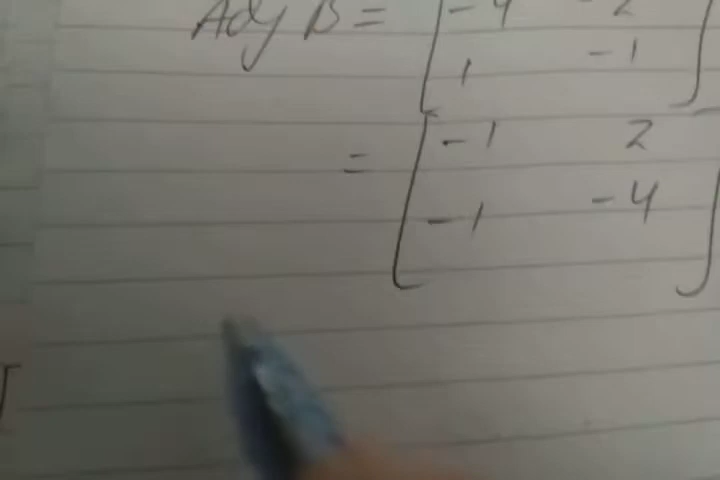 Adj B = [ -4 -2
1 -1 ]
= [ -1 2
-1 -4 ]